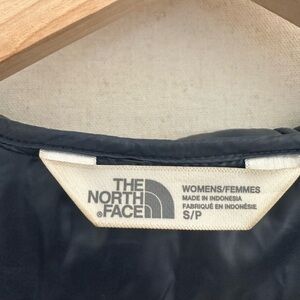 THE
NORTH
FACE
WOMENS/FEMMES
MADE IN INDONESIA
FABRIQUÉ EN INDONÉSIE
S/P